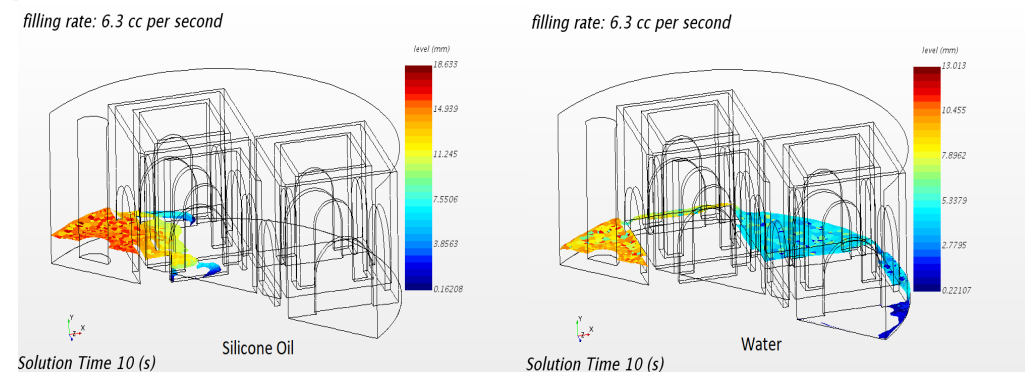 filling rate: 6.3 cc per second
level (mm)
18.633
14.939
11.245
7.5506
3.8563
0.16208
Y
Z X
Silicone Oil
Solution Time 10 (s)
filling rate: 6.3 cc per second
level (mm)
13.013
10.455
7.8962
5.3379
2.7795
0.22107
Y
Z X
Water
Solution Time 10 (s)